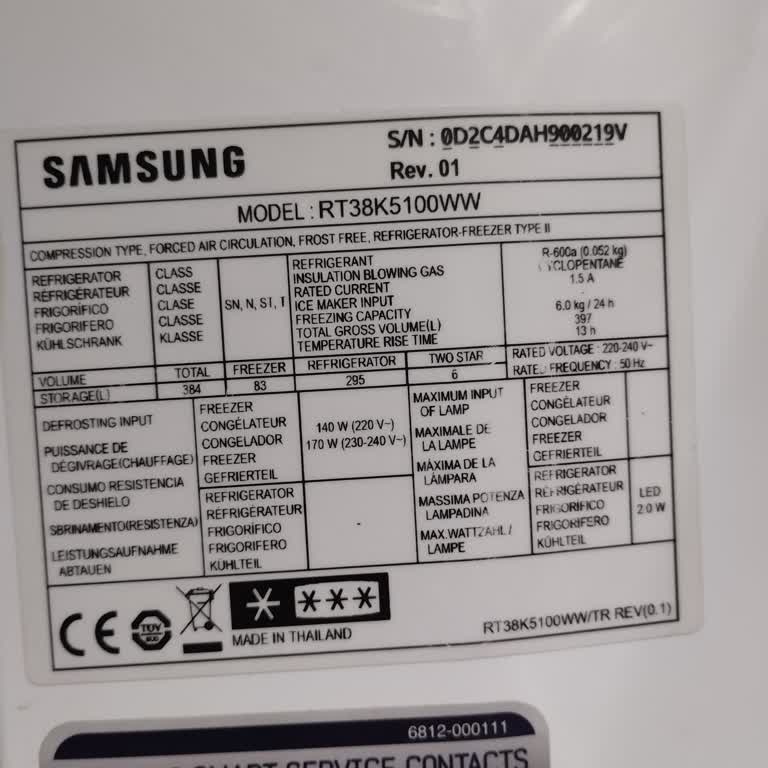 SAMSUNG
S/N : 0D2C4DAH900219V
Rev. 01
MODEL : RT38K5100WW
COMPRESSION TYPE, FORCED AIR CIRCULATION, FROST FREE, REFRIGERATOR-FREEZER TYPE II
REFRIGERATOR CLASS
RÉFRIGÉRATEUR CLASSE
FRIGORÍFICO CLASE
FRIGORIFERO CLASSE
KÜHLSCHRANK KLASSE
SN, N, ST, T
REFRIGERANT R-600a (0.052 kg)
INSULATION BLOWING GAS CYCLOPENTANE
RATED CURRENT 1.5 A
ICE MAKER INPUT -
FREEZING CAPACITY 6.0 kg / 24 h
TOTAL GROSS VOLUME(L) 397
TEMPERATURE RISE TIME 13 h
VOLUME TOTAL FREEZER REFRIGERATOR TWO STAR
STORAGE(L) 384 83 295 6
RATED VOLTAGE : 220-240 V~
RATED FREQUENCY : 50 Hz
DEFROSTING INPUT
PUISSANCE DE
DÉGIVRAGE(CHAUFFAGE)
CONSUMO RESISTENCIA
DE DESHIELO
SBRINAMENTO(RESISTENZA)
LEISTUNGSAUFNAHME
ABTAUEN
FREEZER
CONGÉLATEUR
CONGELADOR
FREEZER
GEFRIERTEIL
140 W (220 V~)
170 W (230-240 V~)
REFRIGERATOR
RÉFRIGÉRATEUR
FRIGORÍFICO
FRIGORIFERO
KÜHLTEIL
-
MAXIMUM INPUT
OF LAMP
MAXIMALE DE
LA LAMPE
MÁXIMA DE LA
LÁMPARA
MASSIMA POTENZA
LAMPADINA
MAX.WATTZAHL /
LAMPE
FREEZER
CONGÉLATEUR
CONGELADOR
FREEZER
GEFRIERTEIL
-
REFRIGERATOR
RÉFRIGÉRATEUR
FRIGORÍFICO
FRIGORIFERO
KÜHLTEIL
LED
2.0 W
CE
TÜV
MADE IN THAILAND
RT38K5100WW/TR REV(0.1)
6812-000111
SERVICE CONTACTS